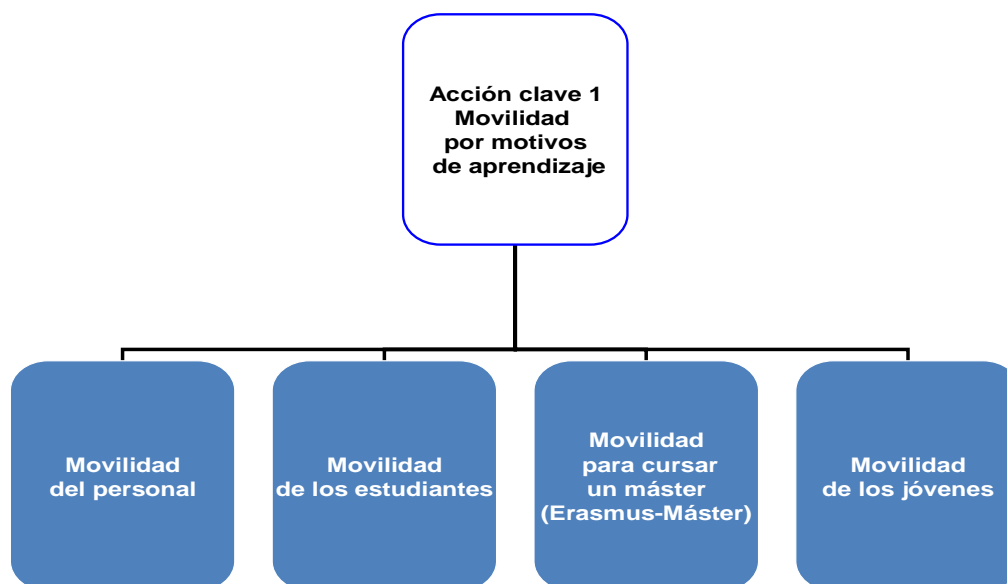 Acción clave 1
Movilidad
por motivos
de aprendizaje
Movilidad
del personal
Movilidad
de los estudiantes
Movilidad
para cursar
un máster
(Erasmus-Máster)
Movilidad
de los jóvenes